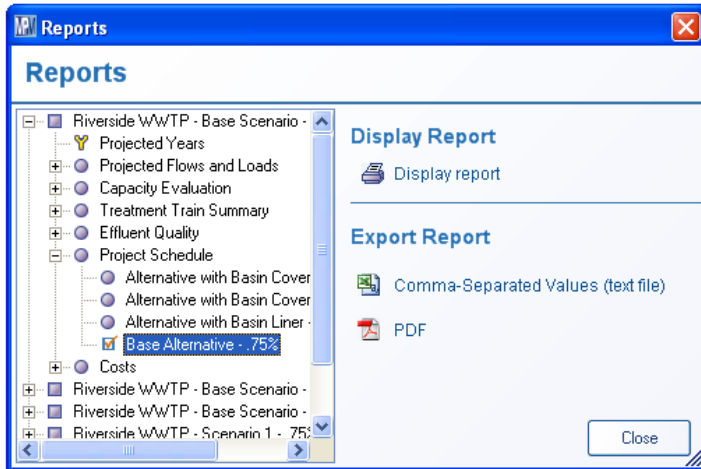 NPV Reports
Reports
Riverside WWTP - Base Scenario -
Projected Years
Projected Flows and Loads
Capacity Evaluation
Treatment Train Summary
Effluent Quality
Project Schedule
Alternative with Basin Cover
Alternative with Basin Cover
Alternative with Basin Liner -
Base Alternative - .75%
Costs
Riverside WWTP - Base Scenario -
Riverside WWTP - Base Scenario -
Riverside WWTP - Scenario 1 - .75%
Display Report
Display report
Export Report
Comma-Separated Values (text file)
PDF
Close